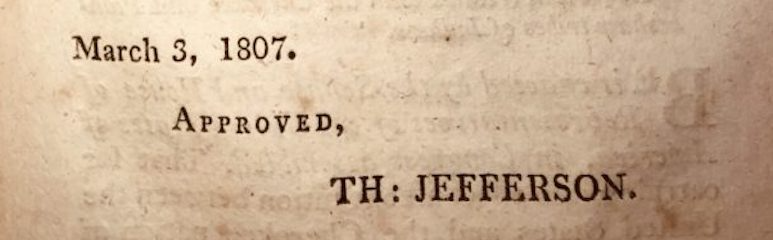 March 3, 1807.
APPROVED,
TH: JEFFERSON.